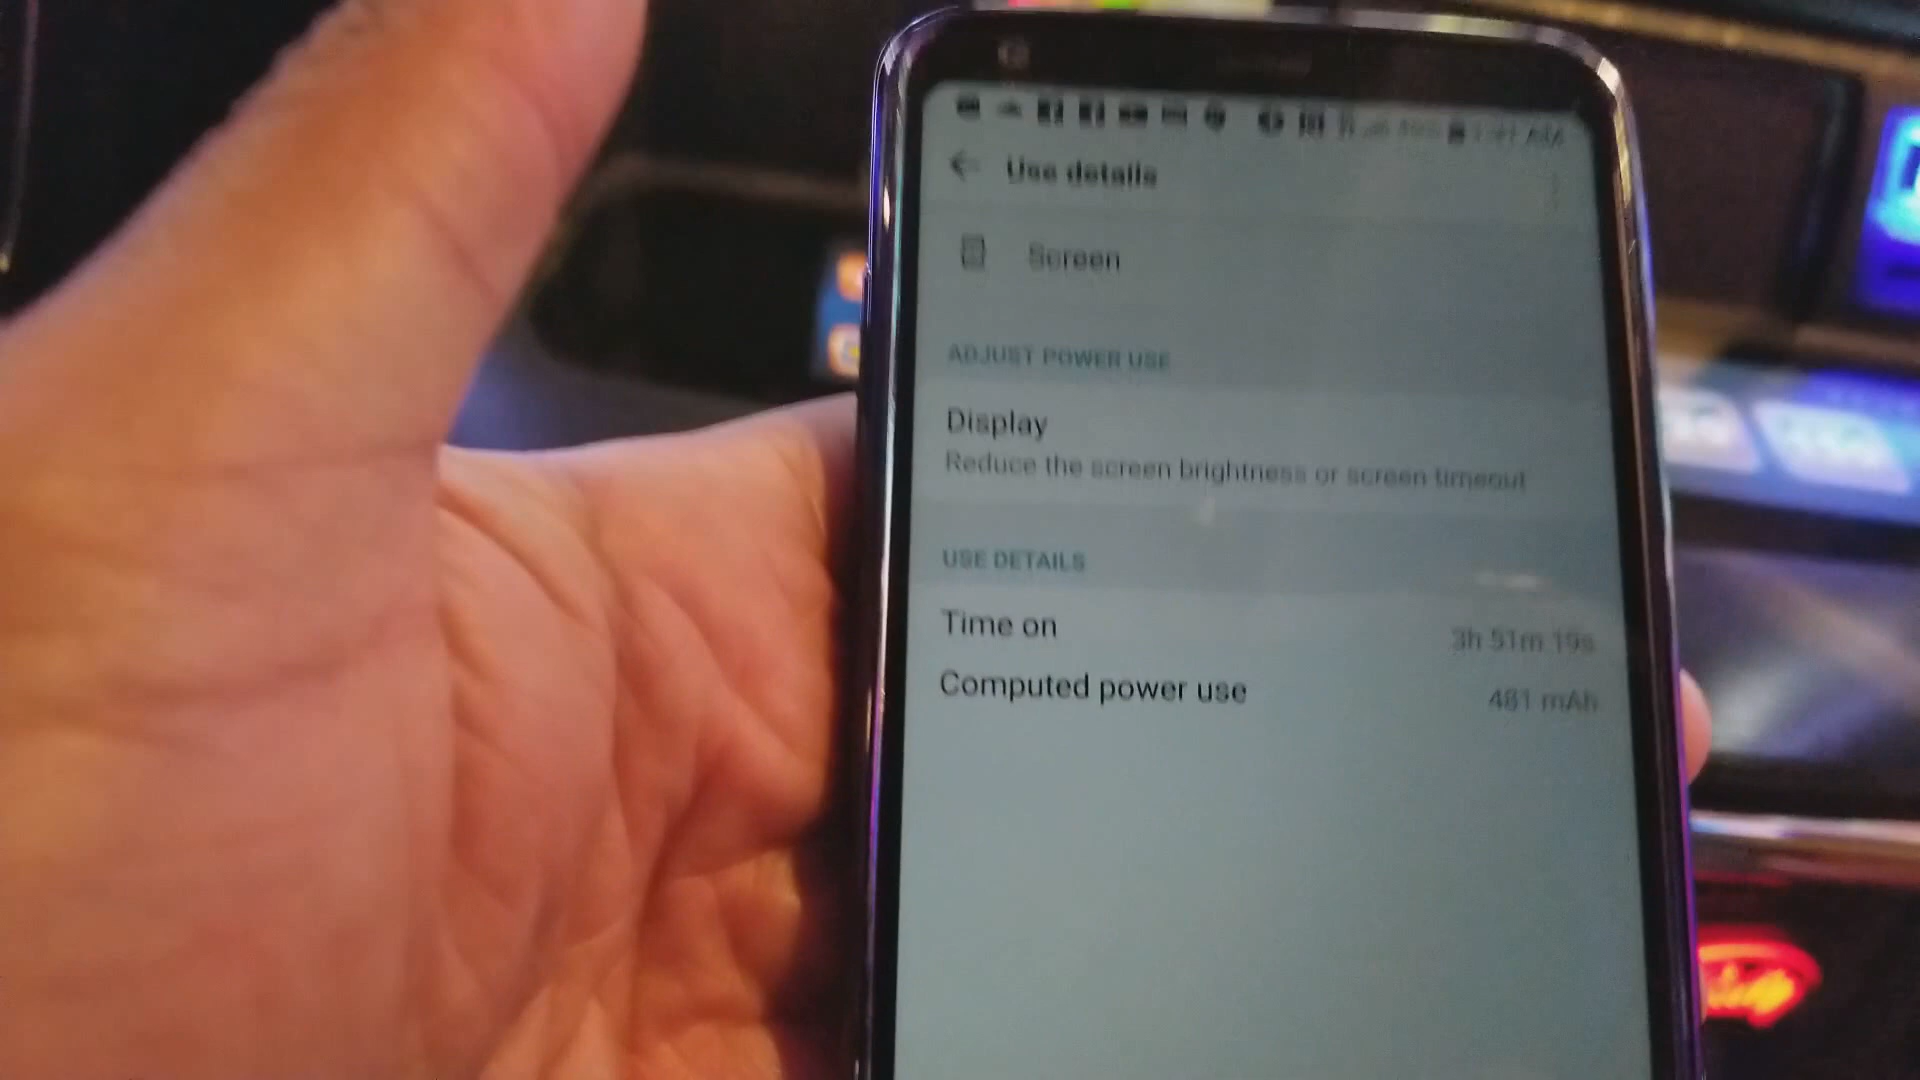 Use details
Screen
ADJUST POWER USE
Display
Reduce the screen brightness or screen timeout
USE DETAILS
Time on 3h 51m 19s
Computed power use 481 mAh